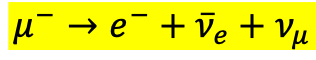 μ⁻ → e⁻ + ν̄ₑ + ν_μ